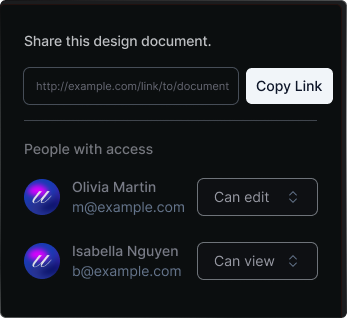 Share this design document.
http://example.com/link/to/document
Copy Link
People with access
Olivia Martin
m@example.com
Can edit
Isabella Nguyen
b@example.com
Can view